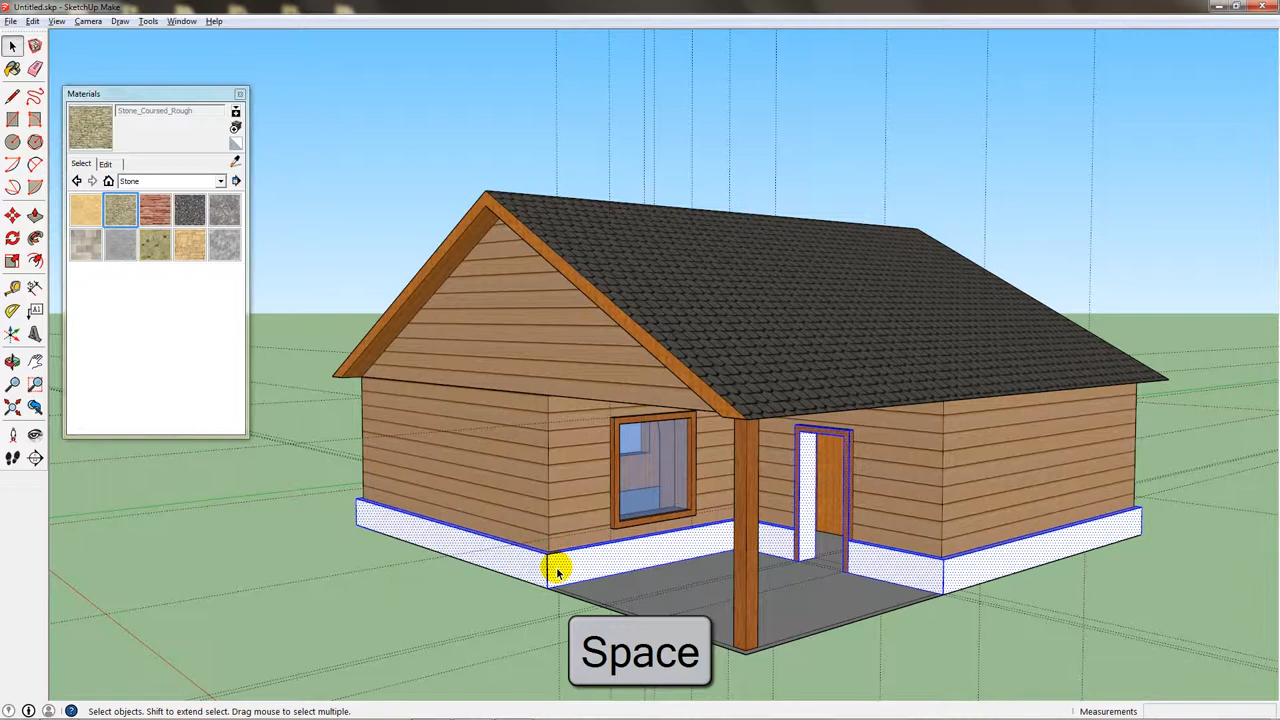 Untitled.skp - SketchUp Make
File Edit View Camera Draw Tools Window Help
Materials
Stone_Coursed_Rough
Select Edit
Stone
A1
Space
Select objects. Shift to extend select. Drag mouse to select multiple.
Measurements